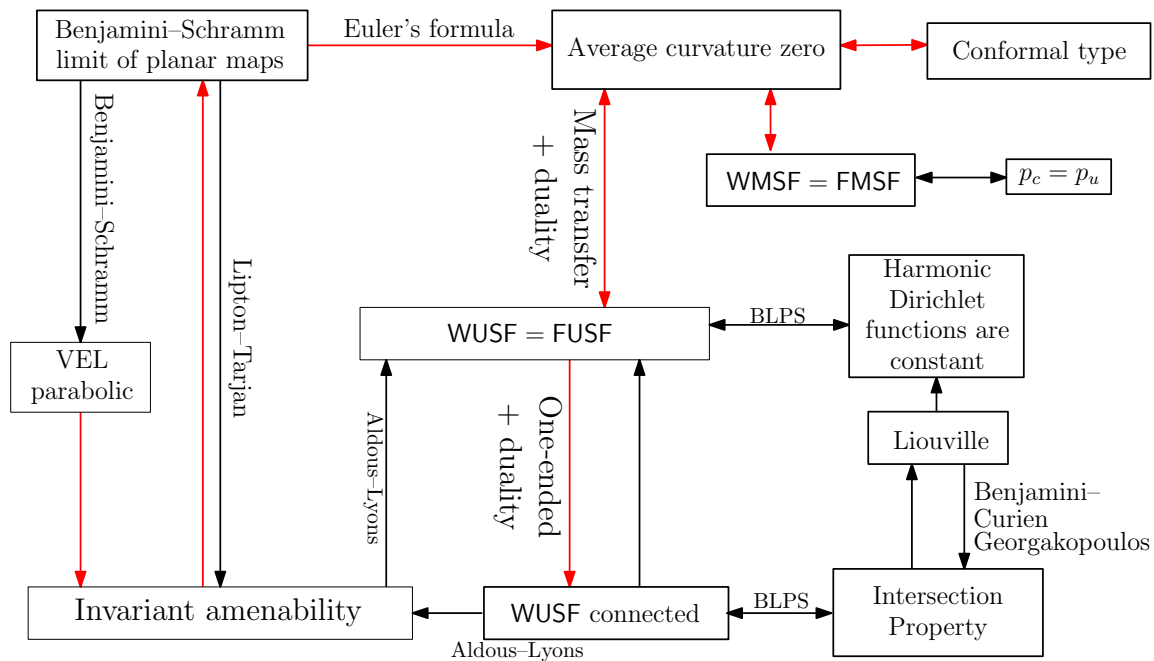 Benjamini–Schramm
limit of planar maps
Euler's formula
Average curvature zero
Conformal type
Benjamini–Schramm
Lipton–Tarjan
Mass transfer
+ duality
WMSF = FMSF
p_c = p_u
VEL
parabolic
WUSF = FUSF
BLPS
Harmonic
Dirichlet
functions are
constant
Aldous–Lyons
One-ended
+ duality
Liouville
Benjamini–
Curien
Georgakopoulos
Invariant amenability
Aldous–Lyons
WUSF connected
BLPS
Intersection
Property